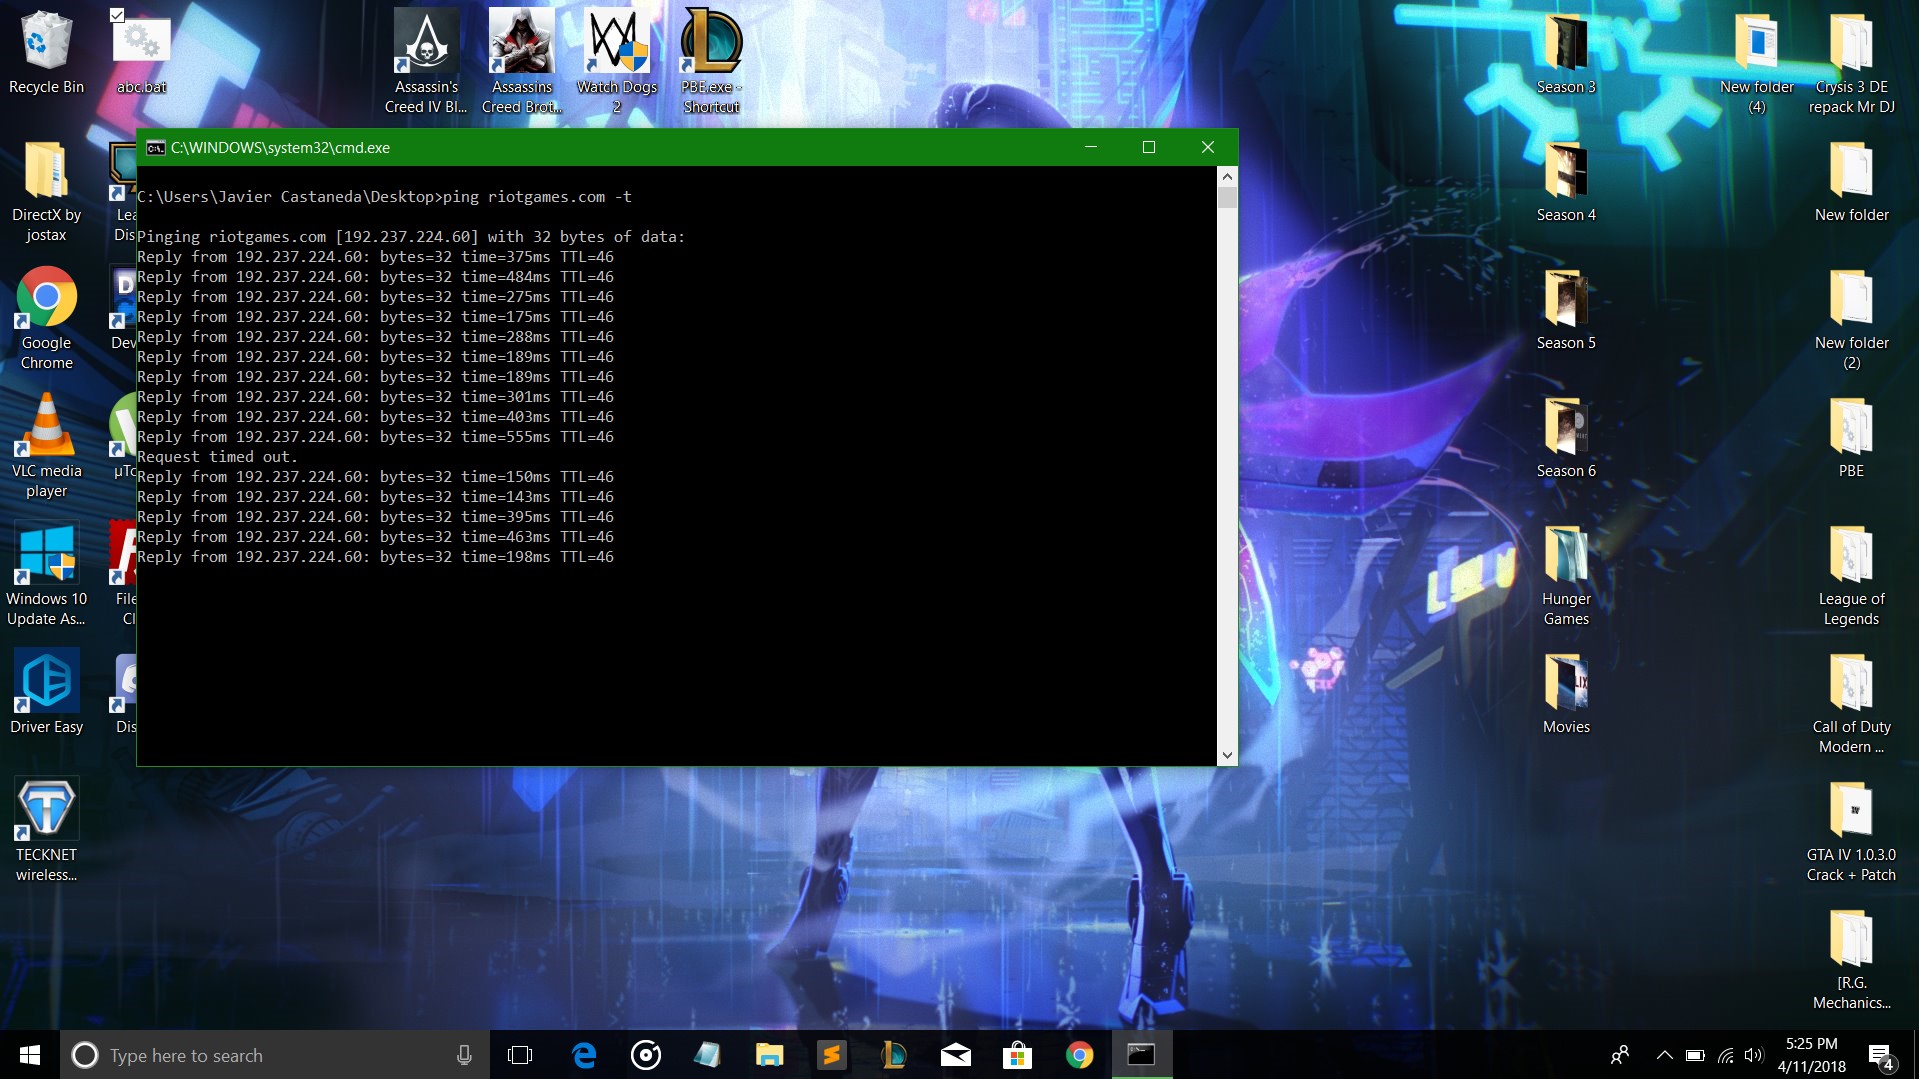 Recycle Bin
abc.bat
Assassin's
Creed IV Bl...
Assassins
Creed Brot...
Watch Dogs
2
PBE.exe -
Shortcut
Season 3
New folder
(4)
Crysis 3 DE
repack Mr DJ
C:\WINDOWS\system32\cmd.exe
C:\Users\Javier Castaneda\Desktop>ping riotgames.com -t
Pinging riotgames.com [192.237.224.60] with 32 bytes of data:
Reply from 192.237.224.60: bytes=32 time=375ms TTL=46
Reply from 192.237.224.60: bytes=32 time=484ms TTL=46
Reply from 192.237.224.60: bytes=32 time=275ms TTL=46
Reply from 192.237.224.60: bytes=32 time=175ms TTL=46
Reply from 192.237.224.60: bytes=32 time=288ms TTL=46
Reply from 192.237.224.60: bytes=32 time=189ms TTL=46
Reply from 192.237.224.60: bytes=32 time=189ms TTL=46
Reply from 192.237.224.60: bytes=32 time=301ms TTL=46
Reply from 192.237.224.60: bytes=32 time=403ms TTL=46
Reply from 192.237.224.60: bytes=32 time=555ms TTL=46
Request timed out.
Reply from 192.237.224.60: bytes=32 time=150ms TTL=46
Reply from 192.237.224.60: bytes=32 time=143ms TTL=46
Reply from 192.237.224.60: bytes=32 time=395ms TTL=46
Reply from 192.237.224.60: bytes=32 time=463ms TTL=46
Reply from 192.237.224.60: bytes=32 time=198ms TTL=46
DirectX by
jostax
Lea
Dis
Google
Chrome
Dev
VLC media
player
µTo
Windows 10
Update As...
File
Cl
Driver Easy
Dis
TECKNET
wireless...
Season 4
Season 5
Season 6
Hunger
Games
Movies
New folder
New folder
(2)
PBE
League of
Legends
Call of Duty
Modern ...
GTA IV 1.0.3.0
Crack + Patch
[R.G.
Mechanics...
Type here to search
5:25 PM
4/11/2018
4